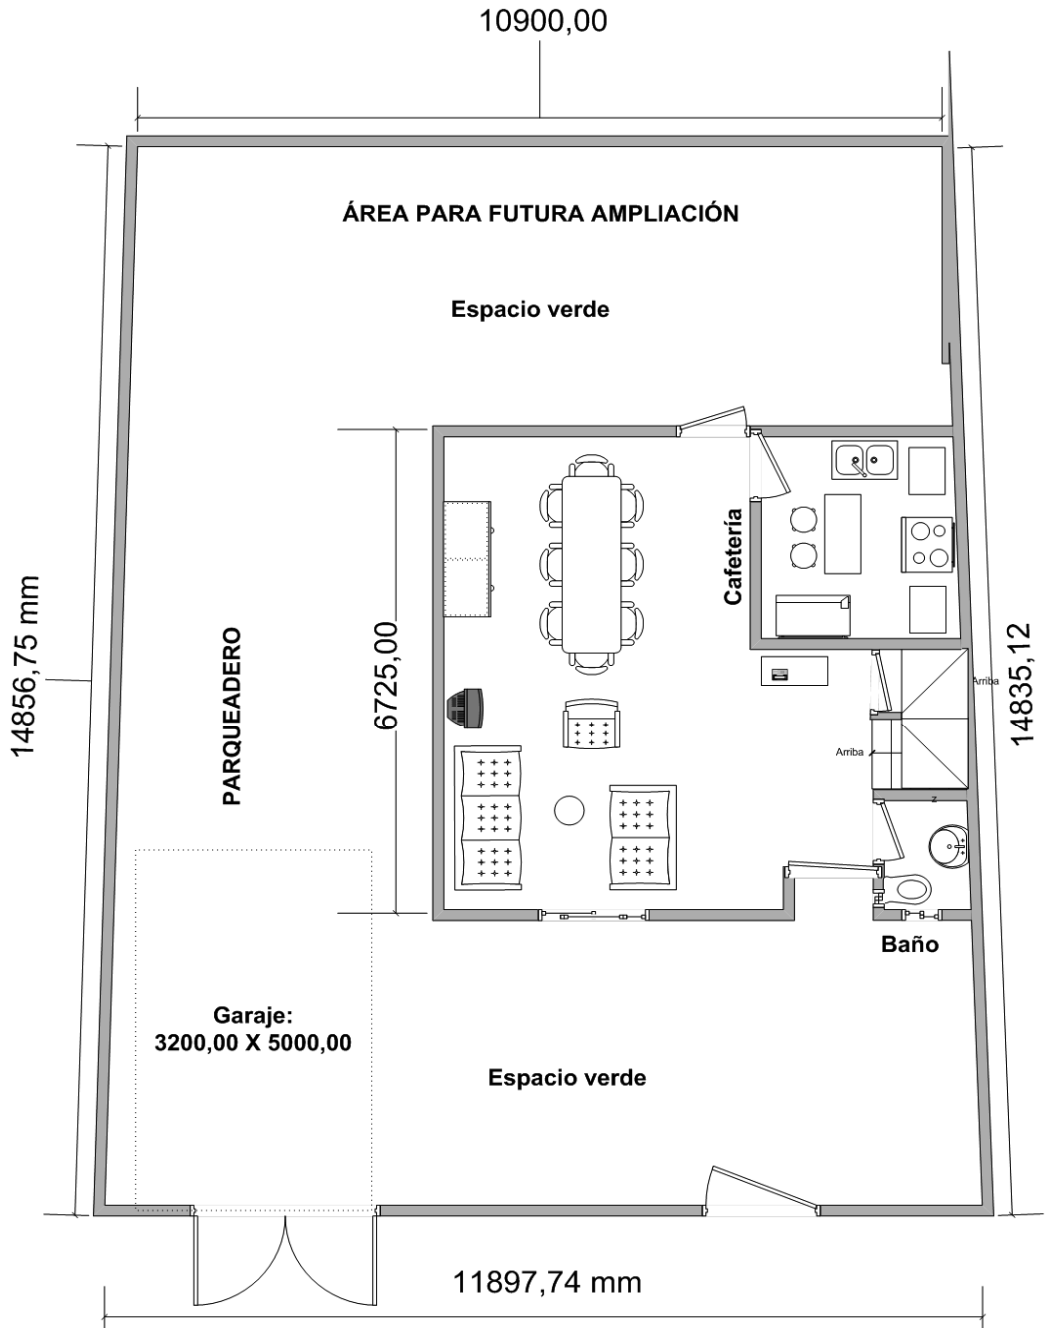 10900,00
ÁREA PARA FUTURA AMPLIACIÓN
Espacio verde
Cafetería
14856,75 mm
PARQUEADERO
6725,00
14835,12
Arriba
Arriba
z
Baño
Garaje:
3200,00 X 5000,00
Espacio verde
11897,74 mm